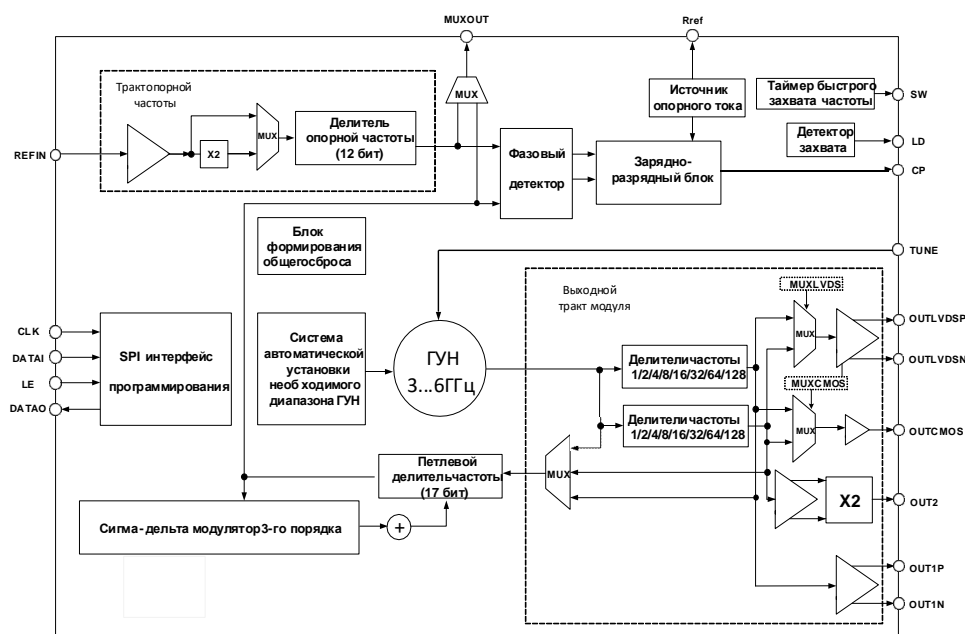 MUXOUT
Rref
Трактопорной
частоты
REFIN
X2
MUX
Делитель
опорной частоты
(12 бит)
MUX
Фазовый
детектор
Источник
опорного тока
Зарядно-
разрядный блок
Таймер быстрого
захвата частоты
SW
Детектор
захвата
LD
CP
Блок
формирования
общегосброса
TUNE
CLK
DATAI
LE
DATAO
SPI интерфейс
программирования
Система
автоматической
установки
необ ходимого
диапазона ГУН
ГУН
3...6ГГц
Выходной
тракт модуля
MUXLVDS
MUX
OUTLVDSP
OUTLVDSN
Делителичастоты
1/2/4/8/16/32/64/128
MUXCMOS
MUX
OUTCMOS
Делителичастоты
1/2/4/8/16/32/64/128
MUX
Петлевой
делительчастоты
(17 бит)
X2
OUT2
Сигма- дельта модулятор3-го порядка
+
OUT1P
OUT1N